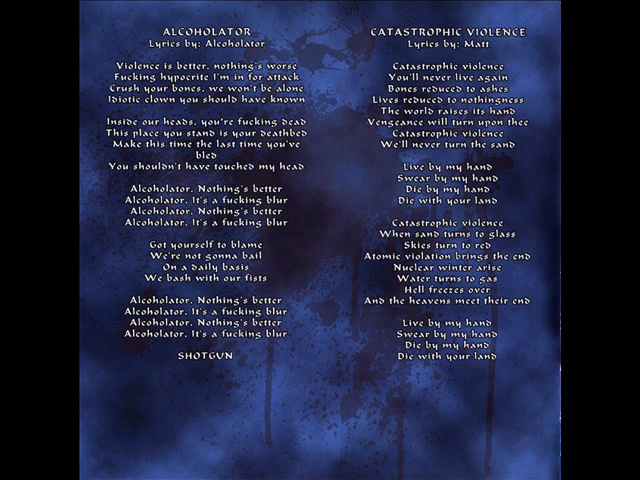 ALCOHOLATOR
Lyrics by: Alcoholator
Violence is better, nothing's worse
Fucking hypocrite I'm in for attack
Crush your bones, we won't be alone
Idiotic clown you should have known
Inside our heads, you're fucking dead
This place you stand is your deathbed
Make this time the last time you've
bled
You shouldn't have touched my head
Alcoholator, Nothing's better
Alcoholator, It's a fucking blur
Alcoholator, Nothing's better
Alcoholator, It's a fucking blur
Got yourself to blame
We're not gonna bail
On a daily basis
We bash with our fists
Alcoholator, Nothing's better
Alcoholator, It's a fucking blur
Alcoholator, Nothing's better
Alcoholator, It's a fucking blur
SHOTGUN
CATASTROPHIC VIOLENCE
Lyrics by: Matt
Catastrophic violence
You'll never live again
Bones reduced to ashes
Lives reduced to nothingness
The world raises its hand
Vengeance will turn upon thee
Catastrophic violence
We'll never turn the sand
Live by my hand
Swear by my hand
Die by my hand
Die with your land
Catastrophic violence
When sand turns to glass
Skies turn to red
Atomic violation brings the end
Nuclear winter arise
Water turns to gas
Hell freezes over
And the heavens meet their end
Live by my hand
Swear by my hand
Die by my hand
Die with your land